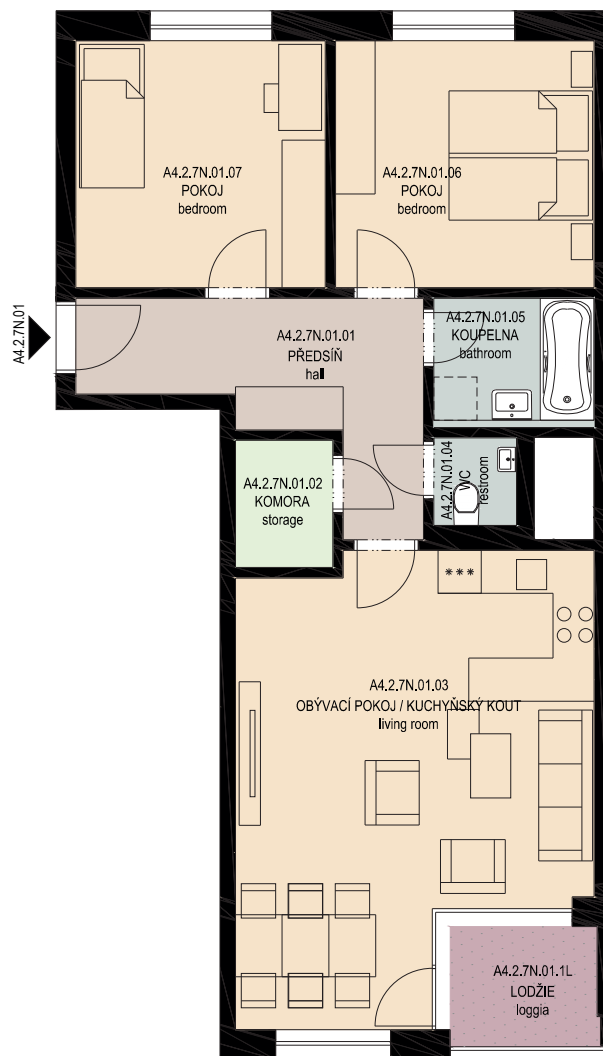 A4.2.7N.01.07
POKOJ
bedroom
A4.2.7N.01.06
POKOJ
bedroom
A4.2.7N.01
A4.2.7N.01.01
PŘEDSÍŇ
hall
A4.2.7N.01.05
KOUPELNA
bathroom
A4.2.7N.01.02
KOMORA
storage
A4.2.7N.01.04
WC
restroom
A4.2.7N.01.03
OBÝVACÍ POKOJ / KUCHYŇSKÝ KOUT
living room
A4.2.7N.01.1L
LODŽIE
loggia